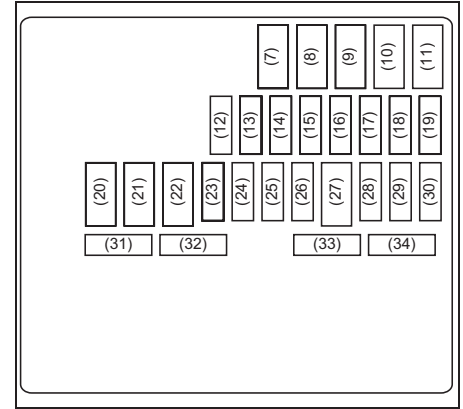 (7) (8) (9) (10) (11)
(12) (13) (14) (15) (16) (17) (18) (19)
(20) (21) (22) (23) (24) (25) (26) (27) (28) (29) (30)
(31) (32) (33) (34)